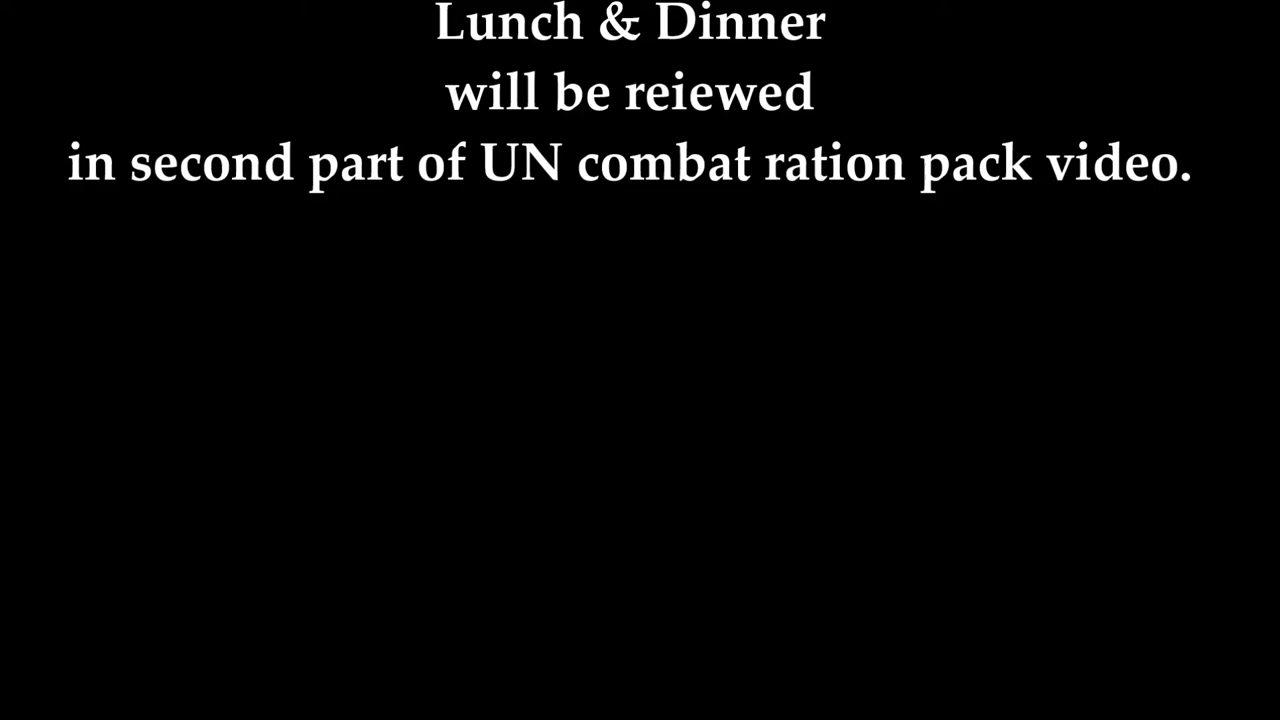 Lunch & Dinner
will be reiewed
in second part of UN combat ration pack video.